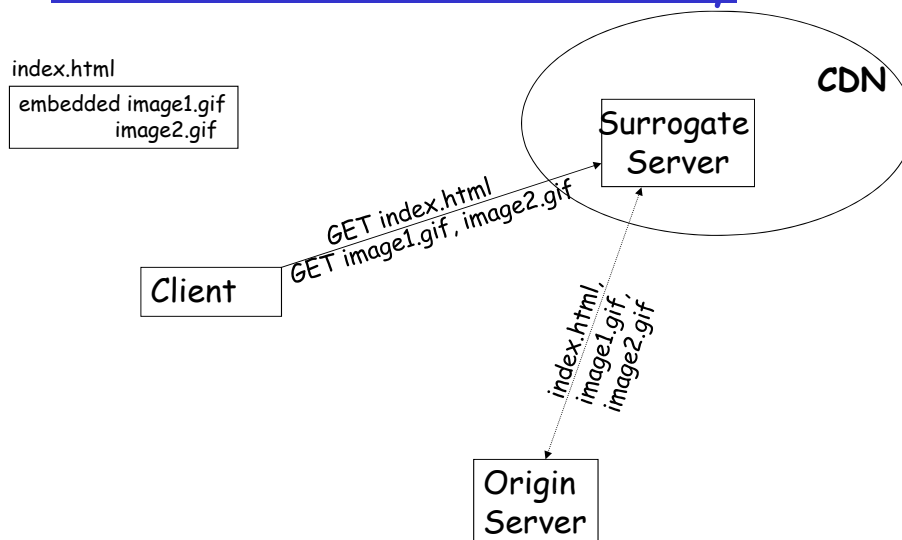 index.html
embedded image1.gif
image2.gif
CDN
Surrogate
Server
GET index.html
GET image1.gif, image2.gif
Client
index.html,
image1.gif,
image2.gif
Origin
Server